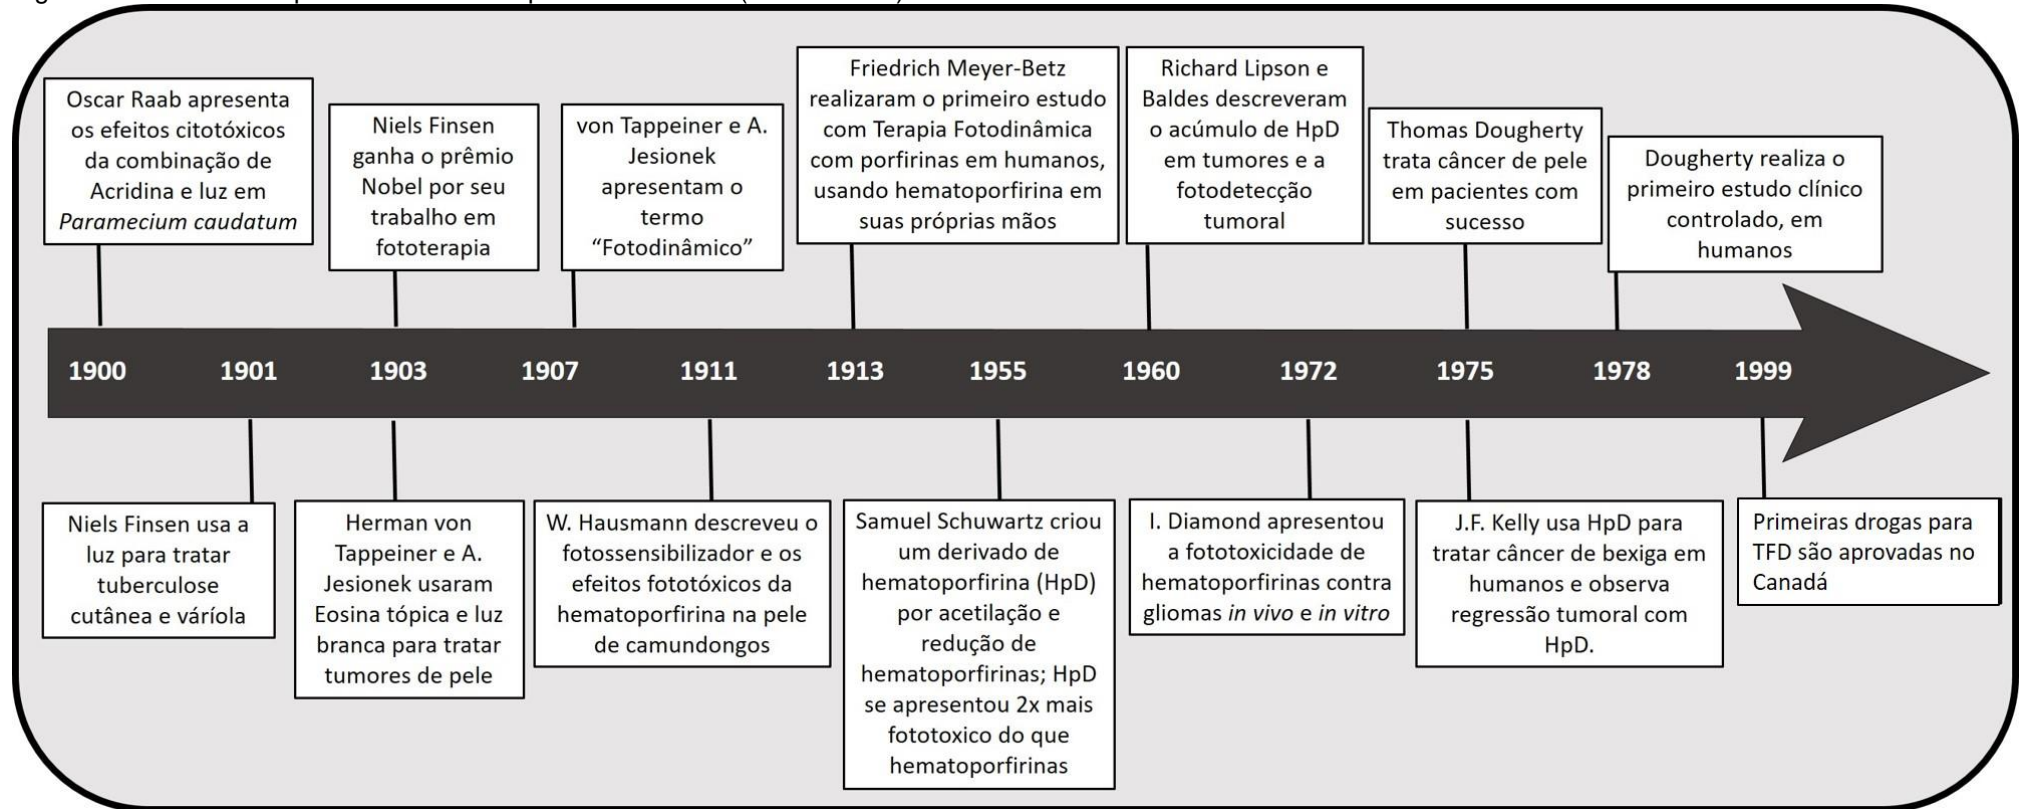 Oscar Raab apresenta
os efeitos citotóxicos
da combinação de
Acridina e luz em
Paramecium caudatum
Niels Finsen
ganha o prêmio
Nobel por seu
trabalho em
fototerapia
von Tappeiner e A.
Jesionek
apresentam o
termo
“Fotodinâmico”
Friedrich Meyer-Betz
realizaram o primeiro estudo
com Terapia Fotodinâmica
com porfirinas em humanos,
usando hematoporfirina em
suas próprias mãos
Richard Lipson e
Baldes descreveram
o acúmulo de HpD
em tumores e a
fotodetecção
tumoral
Thomas Dougherty
trata câncer de pele
em pacientes com
sucesso
Dougherty realiza o
primeiro estudo clínico
controlado, em
humanos
1900 1901 1903 1907 1911 1913 1955 1960 1972 1975 1978 1999
Niels Finsen usa a
luz para tratar
tuberculose
cutânea e váríola
Herman von
Tappeiner e A.
Jesionek usaram
Eosina tópica e luz
branca para tratar
tumores de pele
W. Hausmann descreveu o
fotossensibilizador e os
efeitos fototóxicos da
hematoporfirina na pele
de camundongos
Samuel Schuwartz criou
um derivado de
hematoporfirina (HpD)
por acetilação e
redução de
hematoporfirinas; HpD
se apresentou 2x mais
fototoxico do que
hematoporfirinas
I. Diamond apresentou
a fototoxicidade de
hematoporfirinas contra
gliomas in vivo e in vitro
J.F. Kelly usa HpD para
tratar câncer de bexiga em
humanos e observa
regressão tumoral com
HpD.
Primeiras drogas para
TFD são aprovadas no
Canadá